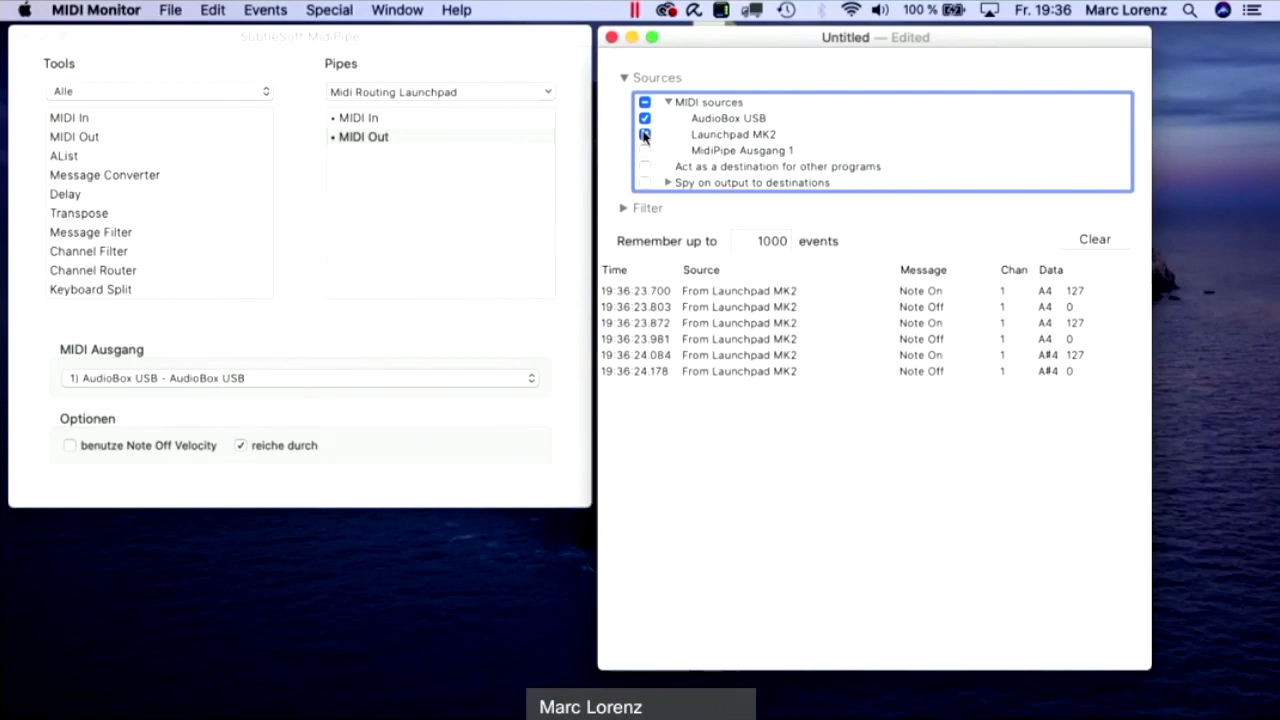 MIDI Monitor File Edit Events Special Window Help 100 % Fr. 19:36 Marc Lorenz
SubtleSoft MidiPipe
Tools
Pipes
Alle
Midi Routing Launchpad
MIDI In
MIDI Out
AList
Message Converter
Delay
Transpose
Message Filter
Channel Filter
Channel Router
Keyboard Split
• MIDI In
• MIDI Out
MIDI Ausgang
1) AudioBox USB - AudioBox USB
Optionen
benutze Note Off Velocity
reiche durch
Untitled — Edited
Sources
MIDI sources
AudioBox USB
Launchpad MK2
MidiPipe Ausgang 1
Act as a destination for other programs
Spy on output to destinations
Filter
Remember up to 1000 events
Clear
Time Source Message Chan Data
19:36:23.700 From Launchpad MK2 Note On 1 A4 127
19:36:23.803 From Launchpad MK2 Note Off 1 A4 0
19:36:23.872 From Launchpad MK2 Note On 1 A4 127
19:36:23.981 From Launchpad MK2 Note Off 1 A4 0
19:36:24.084 From Launchpad MK2 Note On 1 A#4 127
19:36:24.178 From Launchpad MK2 Note Off 1 A#4 0
Marc Lorenz